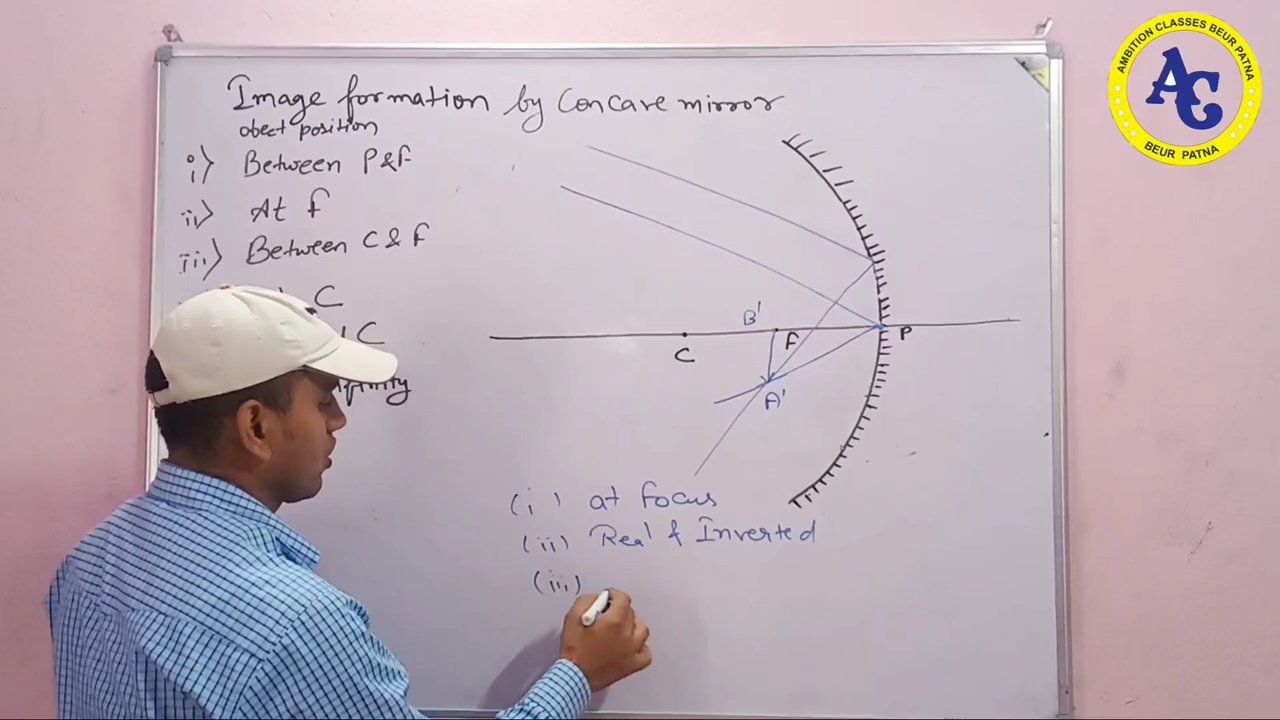 Image formation by Concave mirror
obect position
i) Between P & F
ii) At f
iii) Between C & F
C
C
infinity
B'
F
P
C
A'
(i) at focus
(ii) Real & Inverted
(iii)
AMBITION CLASSES BEUR PATNA
AC
BEUR PATNA